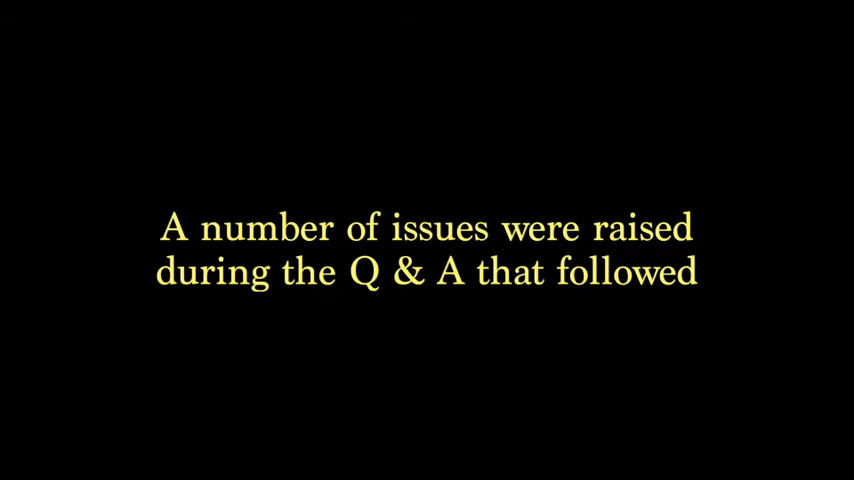 A number of issues were raised
during the Q & A that followed